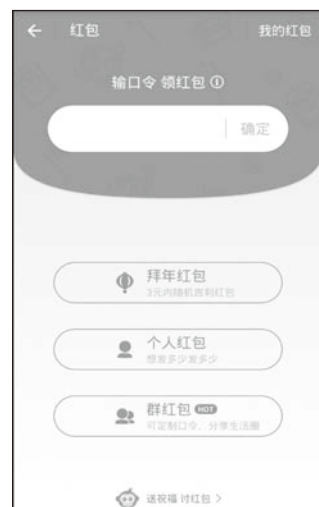 红包 我的红包
输口令 领红包
确定
拜年红包
3元内随机吉利红包
个人红包
想发多少发多少
群红包 HOT
可定制口令，分享生活圈
送祝福 讨红包 >